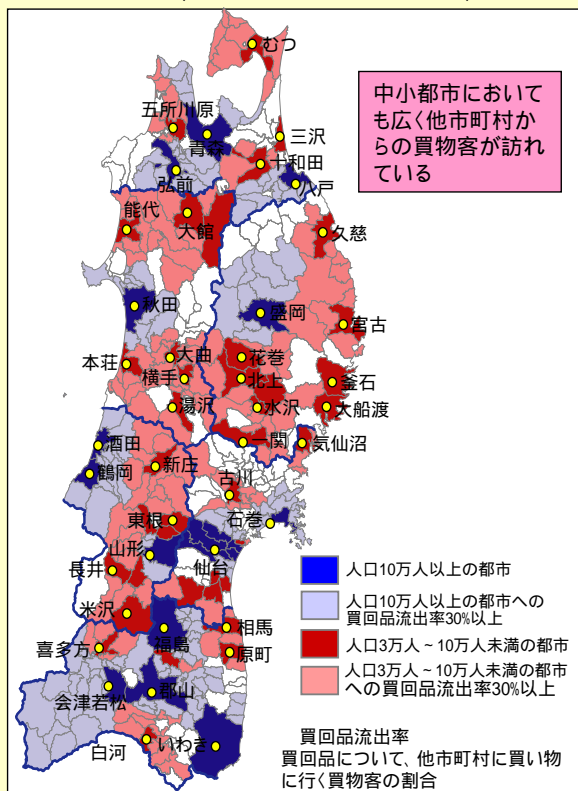 むつ
五所川原
青森
三沢
十和田
弘前
八戸
能代
大館
久慈
秋田
盛岡
宮古
本荘
大曲
花巻
横手
北上
釜石
湯沢
水沢
大船渡
一関
気仙沼
酒田
鶴岡
新庄
古川
東根
石巻
山形
仙台
長井
米沢
相馬
福島
喜多方
原町
会津若松
郡山
白河
いわき
中小都市において
も広く他市町村か
らの買物客が訪れ
ている
人口10万人以上の都市
人口10万人以上の都市への
買回品流出率30%以上
人口3万人~10万人未満の都市
人口3万人~10万人未満の都市
への買回品流出率30%以上
買回品流出率
買回品について、他市町村に買い物
に行く買物客の割合